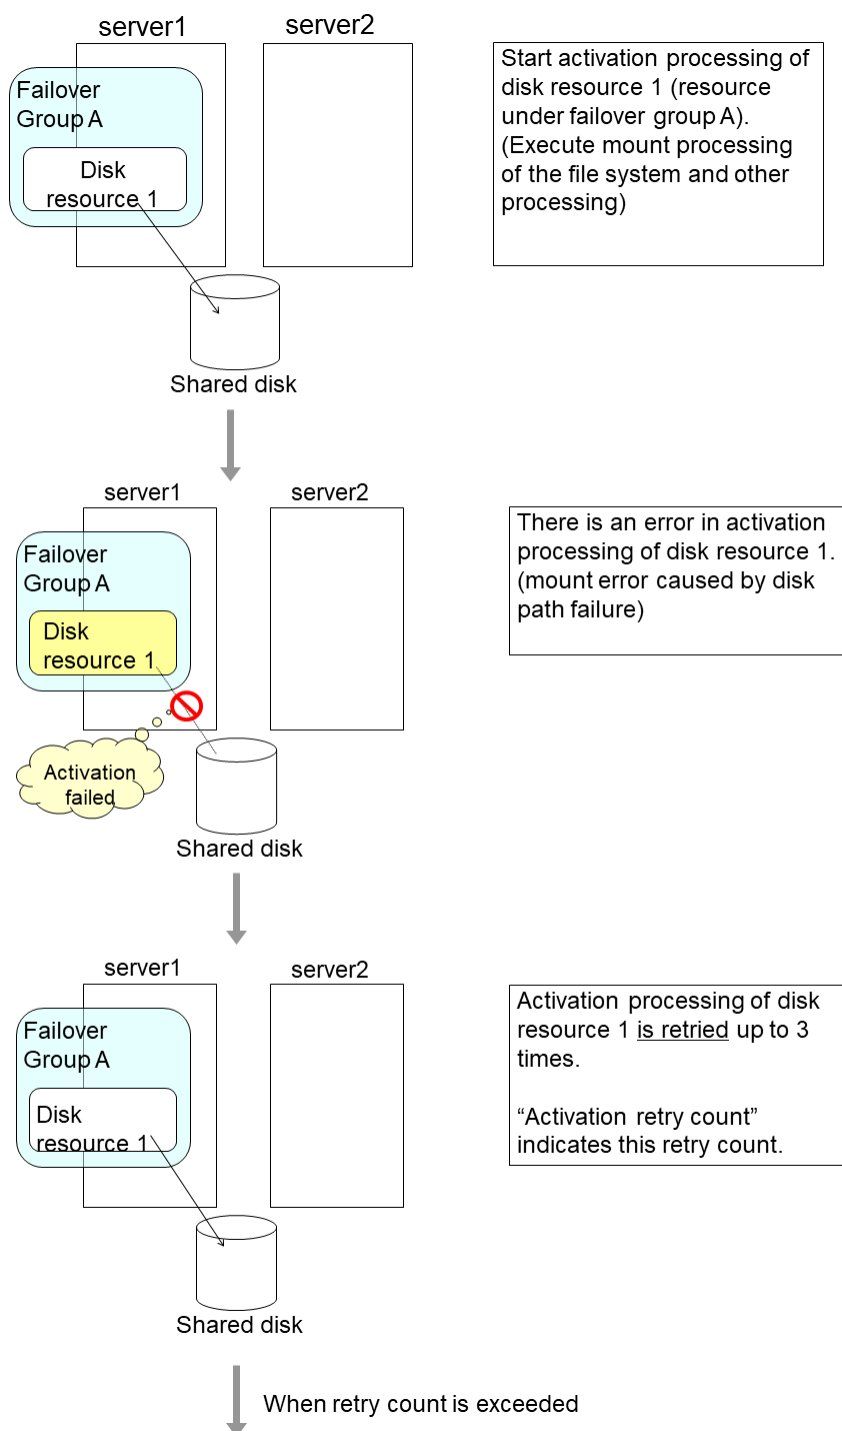 server1
server2
Failover
Group A
Disk
resource 1
Shared disk
Start activation processing of
disk resource 1 (resource
under failover group A).
(Execute mount processing
of the file system and other
processing)
server1
server2
Failover
Group A
Disk
resource 1
Activation
failed
Shared disk
There is an error in activation
processing of disk resource 1.
(mount error caused by disk
path failure)
server1
server2
Failover
Group A
Disk
resource 1
Shared disk
Activation processing of disk
resource 1 is retried up to 3
times.
“Activation retry count”
indicates this retry count.
When retry count is exceeded